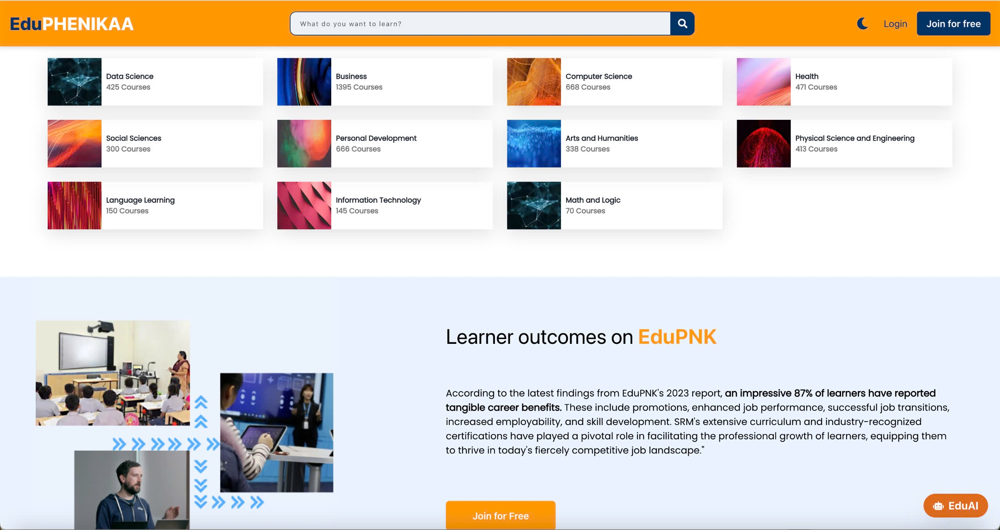 EduPHENIKAA
What do you want to learn?
Login
Join for free
Data Science
425 Courses
Business
1395 Courses
Computer Science
668 Courses
Health
471 Courses
Social Sciences
300 Courses
Personal Development
666 Courses
Arts and Humanities
338 Courses
Physical Science and Engineering
413 Courses
Language Learning
150 Courses
Information Technology
145 Courses
Math and Logic
70 Courses
Learner outcomes on EduPNK
According to the latest findings from EduPNK's 2023 report, an impressive 87% of learners have reported
tangible career benefits. These include promotions, enhanced job performance, successful job transitions,
increased employability, and skill development. SRM's extensive curriculum and industry-recognized
certifications have played a pivotal role in facilitating the professional growth of learners, equipping them
to thrive in today's fiercely competitive job landscape."
Join for Free
EduAI